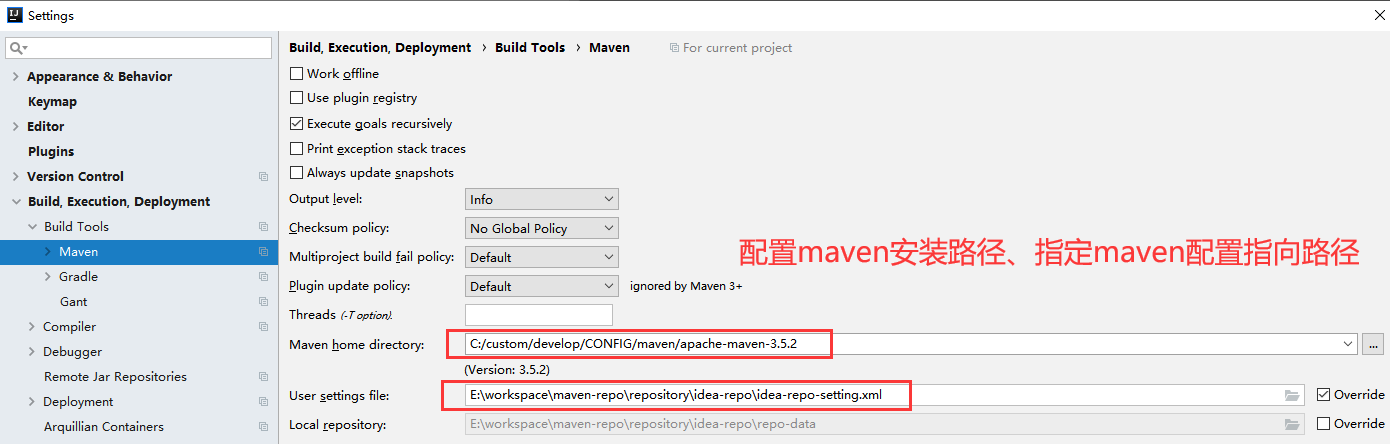 Settings
Build, Execution, Deployment › Build Tools › Maven For current project
Appearance & Behavior
Keymap
Editor
Plugins
Version Control
Build, Execution, Deployment
Build Tools
Maven
Gradle
Gant
Compiler
Debugger
Remote Jar Repositories
Deployment
Arquillian Containers
Work offline
Use plugin registry
Execute goals recursively
Print exception stack traces
Always update snapshots
Output level: Info
Checksum policy: No Global Policy
Multiproject build fail policy: Default
Plugin update policy: Default ignored by Maven 3+
Threads (-T option):
配置maven安装路径、指定maven配置指向路径
Maven home directory: C:/custom/develop/CONFIG/maven/apache-maven-3.5.2 ...
(Version: 3.5.2)
User settings file: E:\workspace\maven-repo\repository\idea-repo\idea-repo-setting.xml Override
Local repository: E:\workspace\maven-repo\repository\idea-repo\repo-data Override